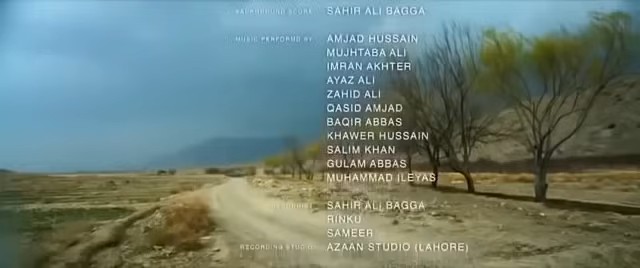 BACKGROUND SCORE SAHIR ALI BAGGA
MUSIC PERFORMED BY AMJAD HUSSAIN
MUJHTABA ALI
IMRAN AKHTER
AYAZ ALI
ZAHID ALI
QASID AMJAD
BAQIR ABBAS
KHAWER HUSSAIN
SALIM KHAN
GULAM ABBAS
MUHAMMAD ILEYAS
SAHIR ALI BAGGA
RINKU
SAMEER
RECORDING STUDIO AZAAN STUDIO (LAHORE)